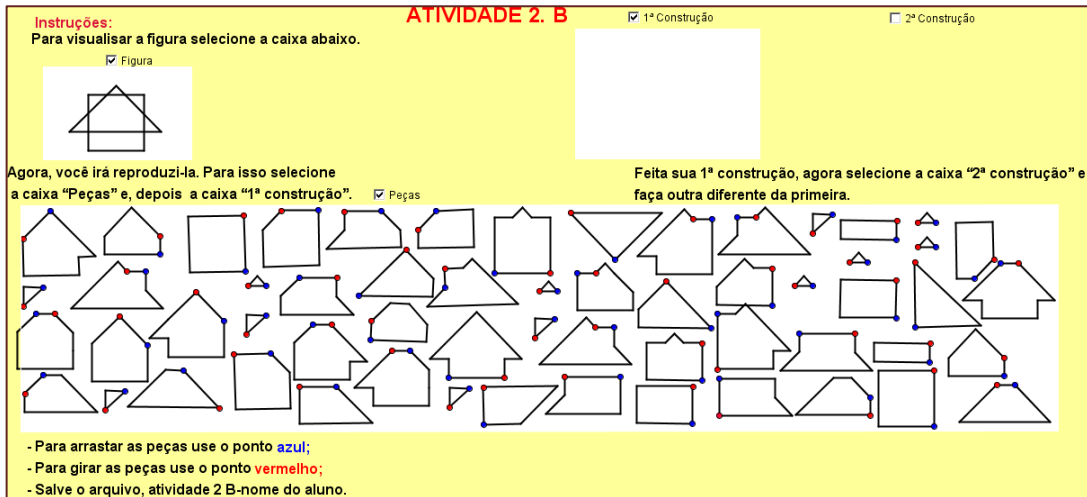 ATIVIDADE 2. B
Instruções:
Para visualisar a figura selecione a caixa abaixo.
Figura
1ª Construção
2ª Construção
Agora, você irá reproduzi-la. Para isso selecione
a caixa “Peças” e, depois a caixa “1ª construção”.
Peças
Feita sua 1ª construção, agora selecione a caixa “2ª construção” e
faça outra diferente da primeira.
- Para arrastar as peças use o ponto azul;
- Para girar as peças use o ponto vermelho;
- Salve o arquivo, atividade 2 B-nome do aluno.